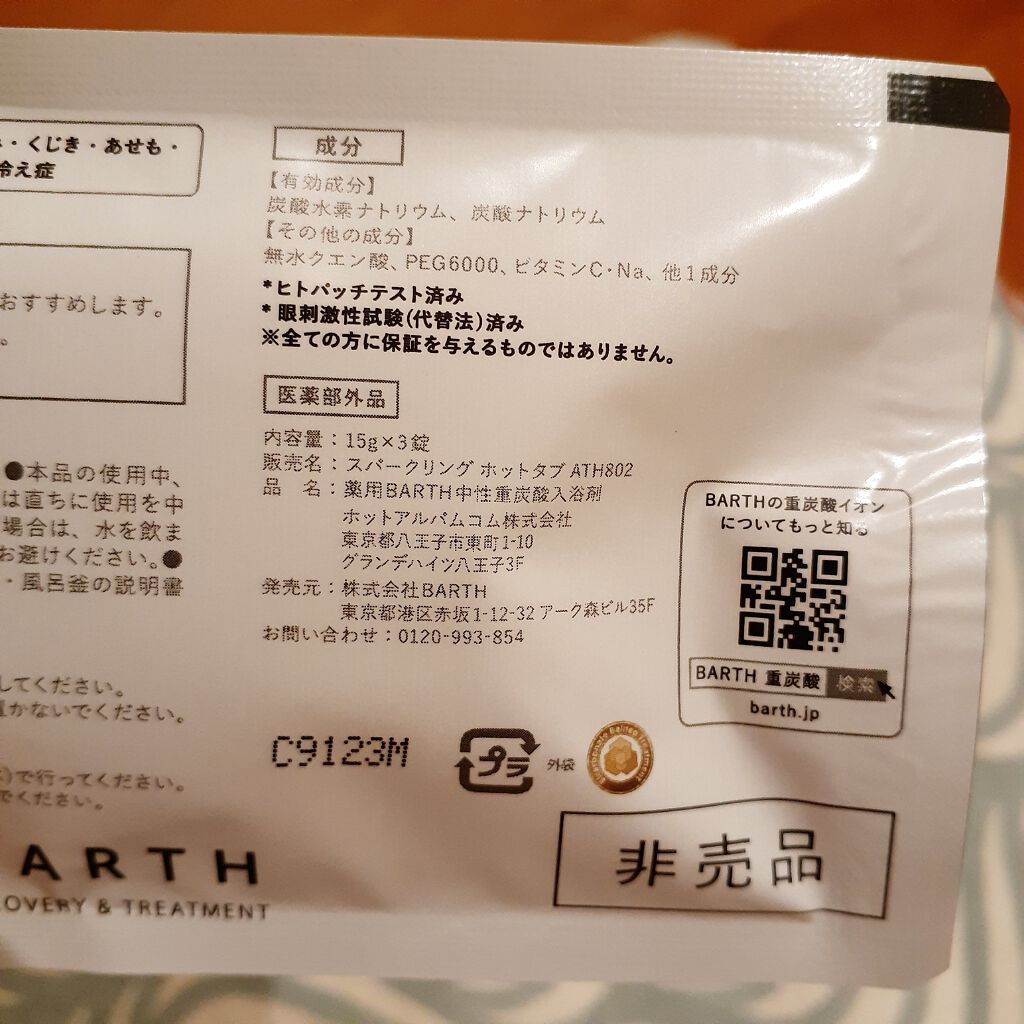 ・くじき・あせも・
冷え症
おすすめします。
●本品の使用中、
は直ちに使用を中
場合は、水を飲ま
お避けください。●
・風呂釜の説明書
してください。
置かないでください。
で行ってください。
でください。
ARTH
OVERY & TREATMENT
成分
【有効成分】
炭酸水素ナトリウム、炭酸ナトリウム
【その他の成分】
無水クエン酸、PEG6000、ビタミンC・Na、他1成分
*ヒトパッチテスト済み
*眼刺激性試験(代替法)済み
※全ての方に保証を与えるものではありません。
医薬部外品
内容量：15g×3錠
販売名：スパークリング ホットタブ ATH802
品　名：薬用BARTH中性重炭酸入浴剤
ホットアルバムコム株式会社
東京都八王子市東町1-10
グランデハイツ八王子3F
発売元：株式会社BARTH
東京都港区赤坂1-12-32 アーク森ビル35F
お問い合わせ：0120-993-854
BARTHの重炭酸イオン
についてもっと知る
BARTH 重炭酸 検索
barth.jp
C9123M
プラ 外袋
非売品